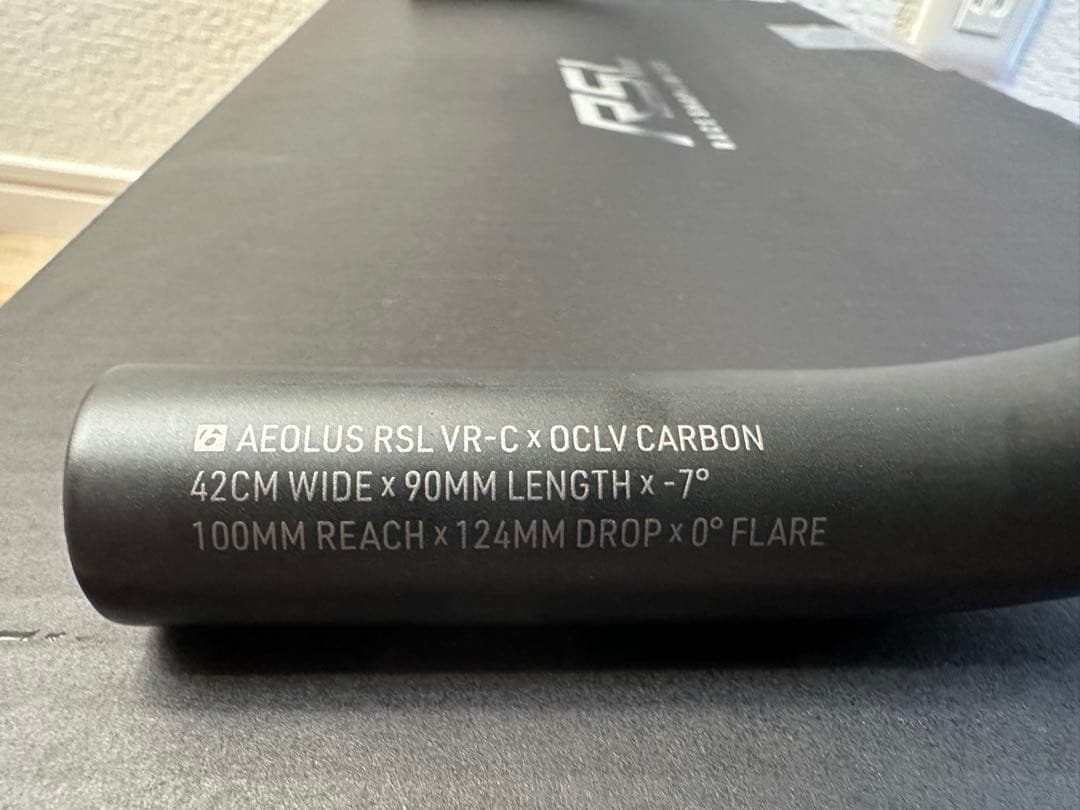 RSL
AEOLUS RSL VR-C x OCLV CARBON
42CM WIDE x 90MM LENGTH x -7°
100MM REACH x 124MM DROP x 0° FLARE